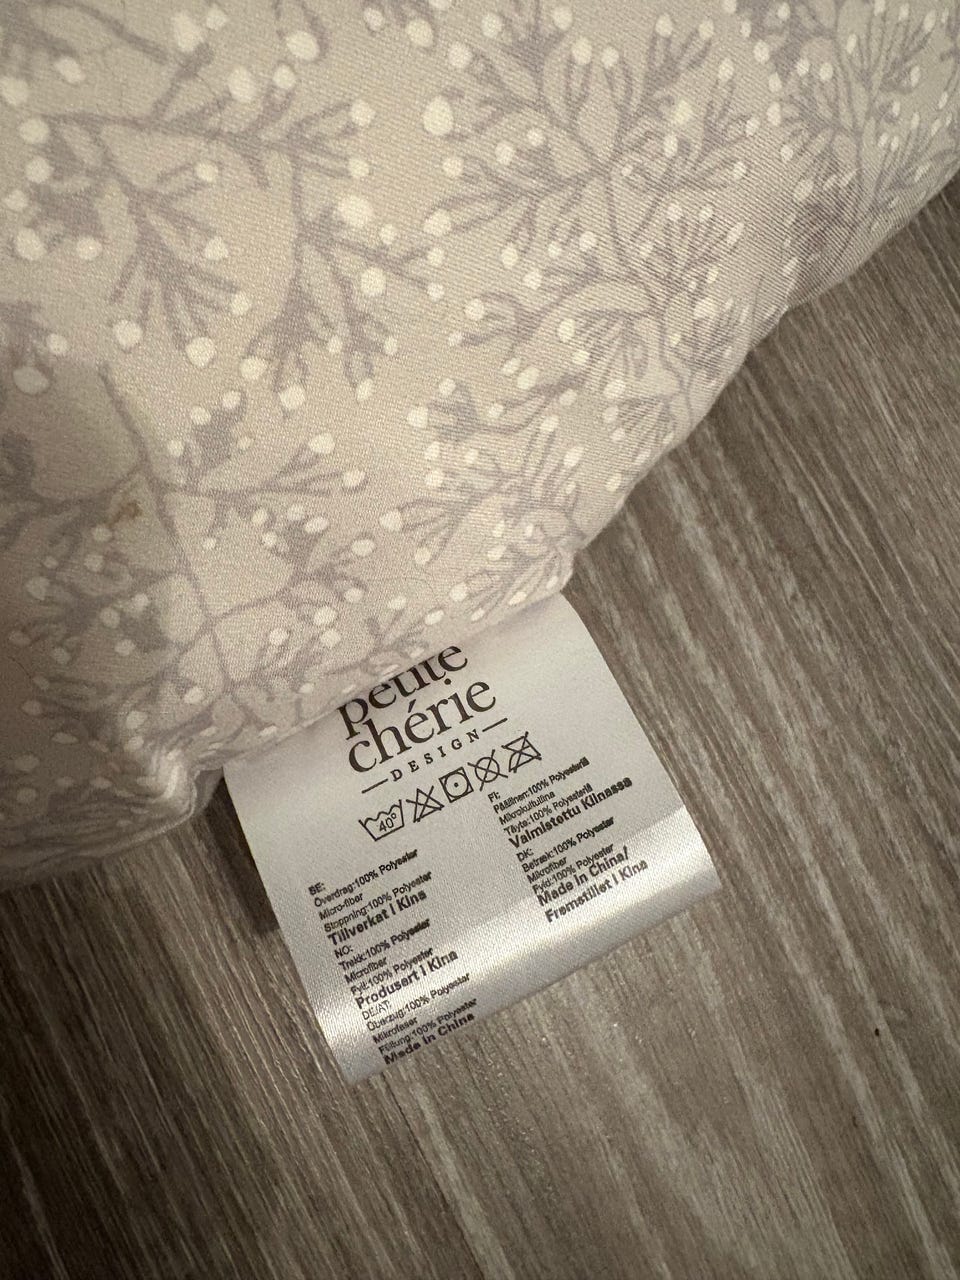 petite
chérie
DESIGN
40°
SE:
Överdrag:100% Polyester
Micro-fiber
Stoppning:100% Polyester
Tillverkat i Kina
NO:
Trekk:100% Polyester
Microfiber
Fyll:100% Polyester
Produsert i Kina
DE/AT:
Überzug:100% Polyester
Mikrofaser
Füllung:100% Polyester
Made in China
FI:
Päällinen:100% Polyesteriä
Mikrokuituliina
Täyte:100% Polyesteriä
Valmistettu Kiinassa
DK:
Betræk:100% Polyester
Mikrofiber
Fyld:100% Polyester
Made in China/
Fremstillet i Kina